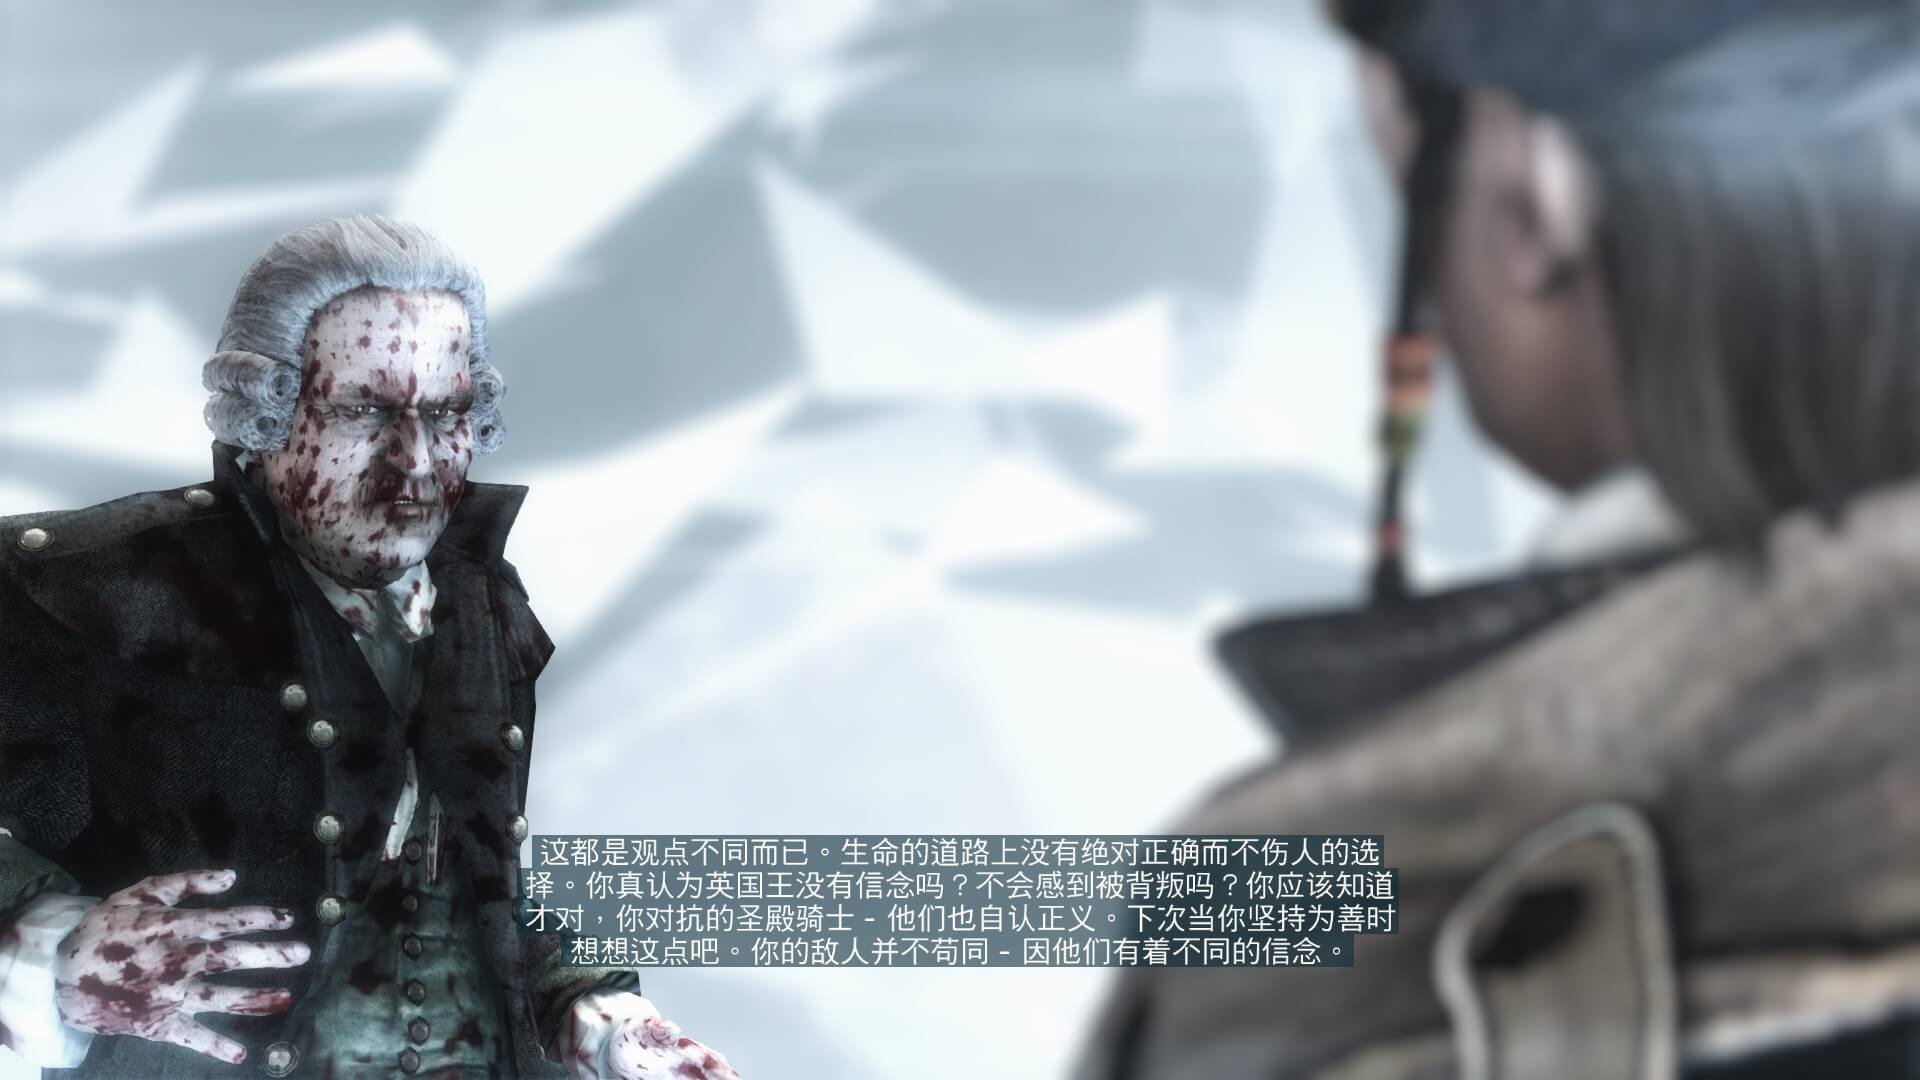 这都是观点不同而已。生命的道路上没有绝对正确而不伤人的选
择。你真认为英国王没有信念吗？不会感到被背叛吗？你应该知道
才对，你对抗的圣殿骑士 - 他们也自认正义。下次当你坚持为善时
想想这点吧。你的敌人并不苟同 - 因他们有着不同的信念。